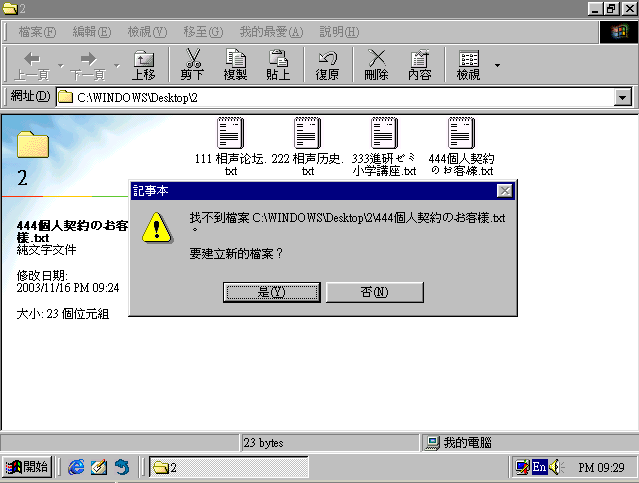 2
檔案(F) 編輯(E) 檢視(V) 移至(G) 我的最愛(A) 說明(H)
上一頁 下一頁 上移 剪下 複製 貼上 復原 刪除 內容 檢視
網址(D) C:\WINDOWS\Desktop\2
111 相声论坛.
txt
222 相声历史.
txt
333進研ゼミ
小学講座.txt
444個人契約
のお客様.txt
2
444個人契約のお客
様.txt
純文字文件
修改日期:
2003/11/16 PM 09:24
大小: 23 個位元組
記事本
找不到檔案 C:\WINDOWS\Desktop\2\444個人契約のお客様.txt
。
要建立新的檔案？
是(Y) 否(N)
23 bytes 我的電腦
開始 2 En PM 09:29